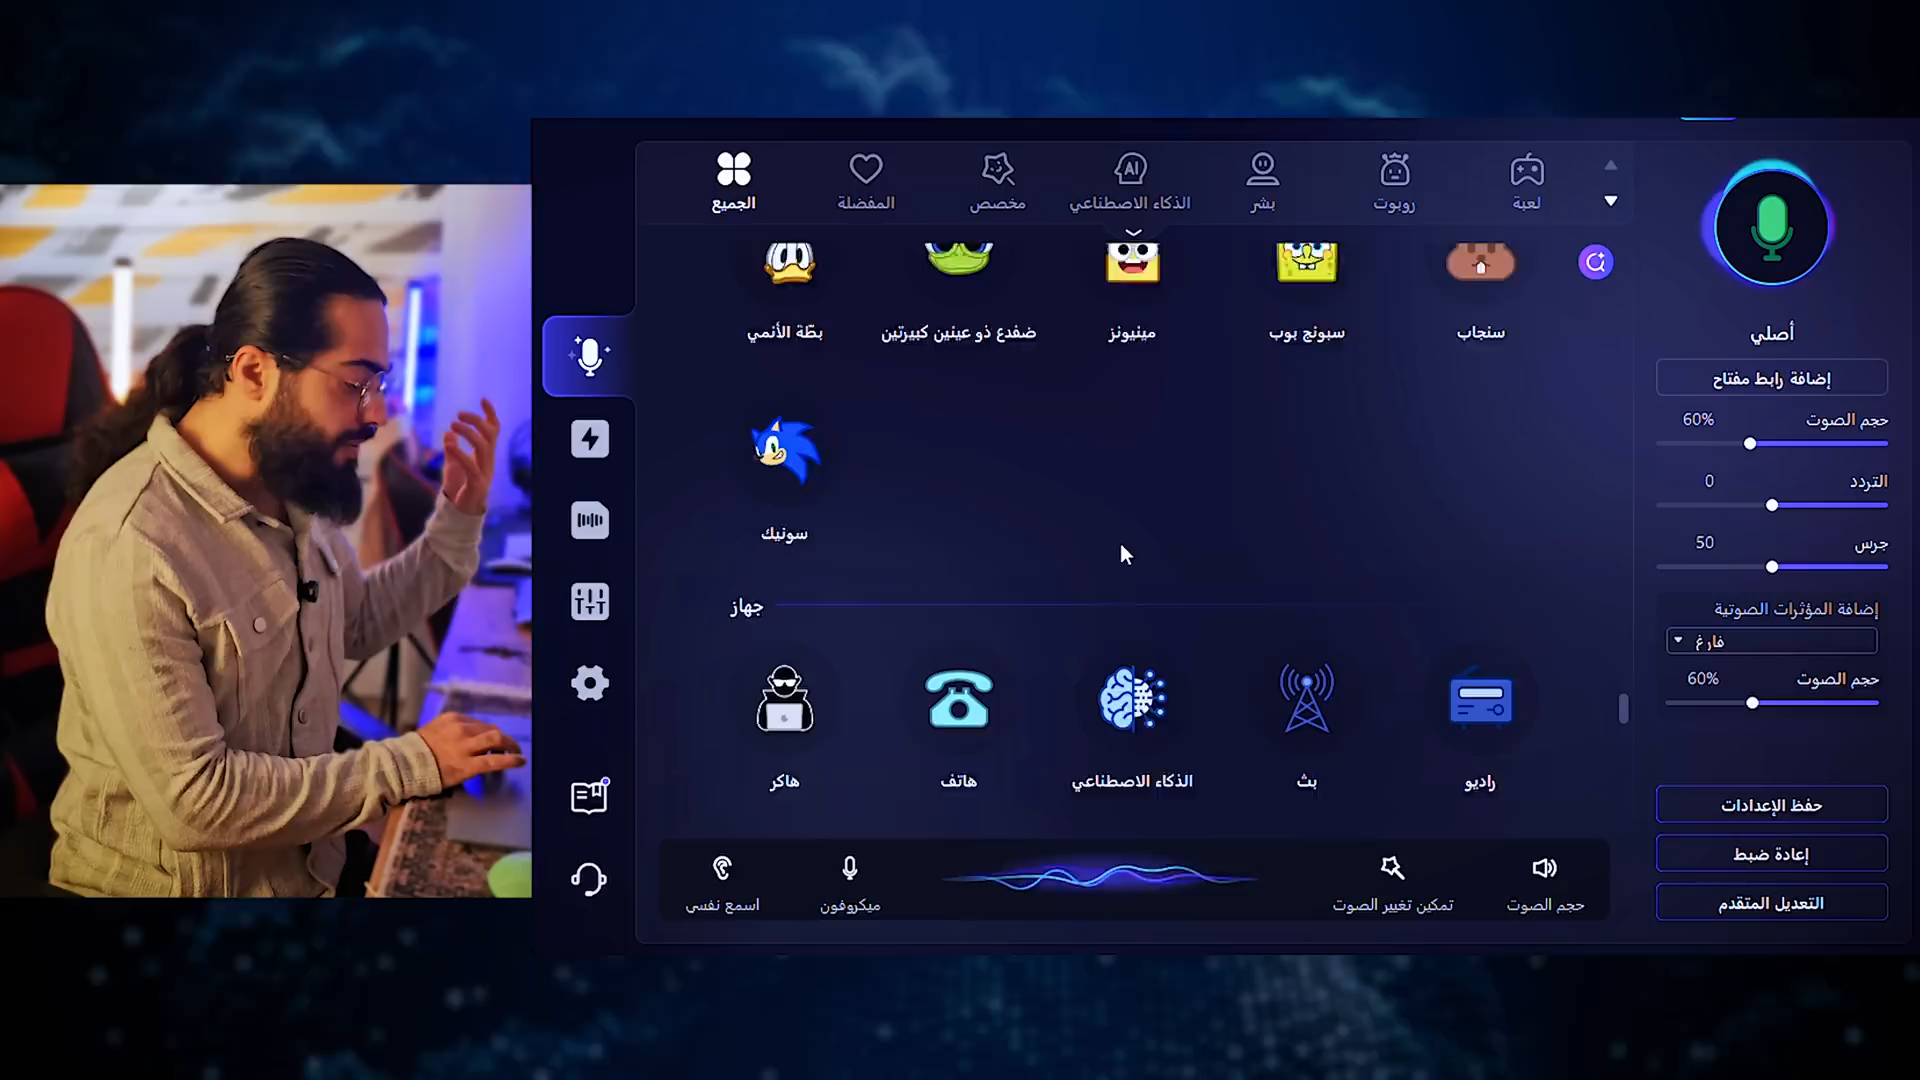 الجميع
المفضلة
مخصص
الذكاء الاصطناعي
AI
بشر
روبوت
لعبة
بطّة الأنمي
ضفدع ذو عينين كبيرتين
مينيونز
سبونج بوب
سنجاب
سونيك
جهاز
هاكر
هاتف
الذكاء الاصطناعي
بث
راديو
اسمع نفسي
ميكروفون
تمكين تغيير الصوت
حجم الصوت
أصلي
إضافة رابط مفتاح
حجم الصوت 60%
التردد 0
جرس 50
إضافة المؤثرات الصوتية
فارغ
حجم الصوت 60%
حفظ الإعدادات
إعادة ضبط
التعديل المتقدم